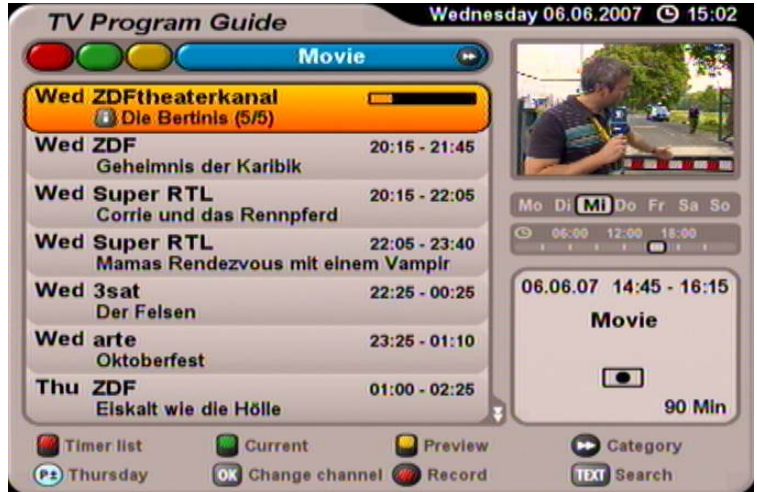 TV Program Guide
Wednesday 06.06.2007 15:02
Movie
Wed ZDFtheaterkanal
Die Bertinis (5/5)
Wed ZDF 20:15 - 21:45
Geheimnis der Karibik
Wed Super RTL 20:15 - 22:05
Corrie und das Rennpferd
Wed Super RTL 22:05 - 23:40
Mamas Rendezvous mit einem Vampir
Wed 3sat 22:25 - 00:25
Der Felsen
Wed arte 23:25 - 01:10
Oktoberfest
Thu ZDF 01:00 - 02:25
Eiskalt wie die Hölle
Mo Di Mi Do Fr Sa So
06:00 12:00 18:00
06.06.07 14:45 - 16:15
Movie
90 Min
Timer list Current Preview Category
P± Thursday OK Change channel Record TEXT Search